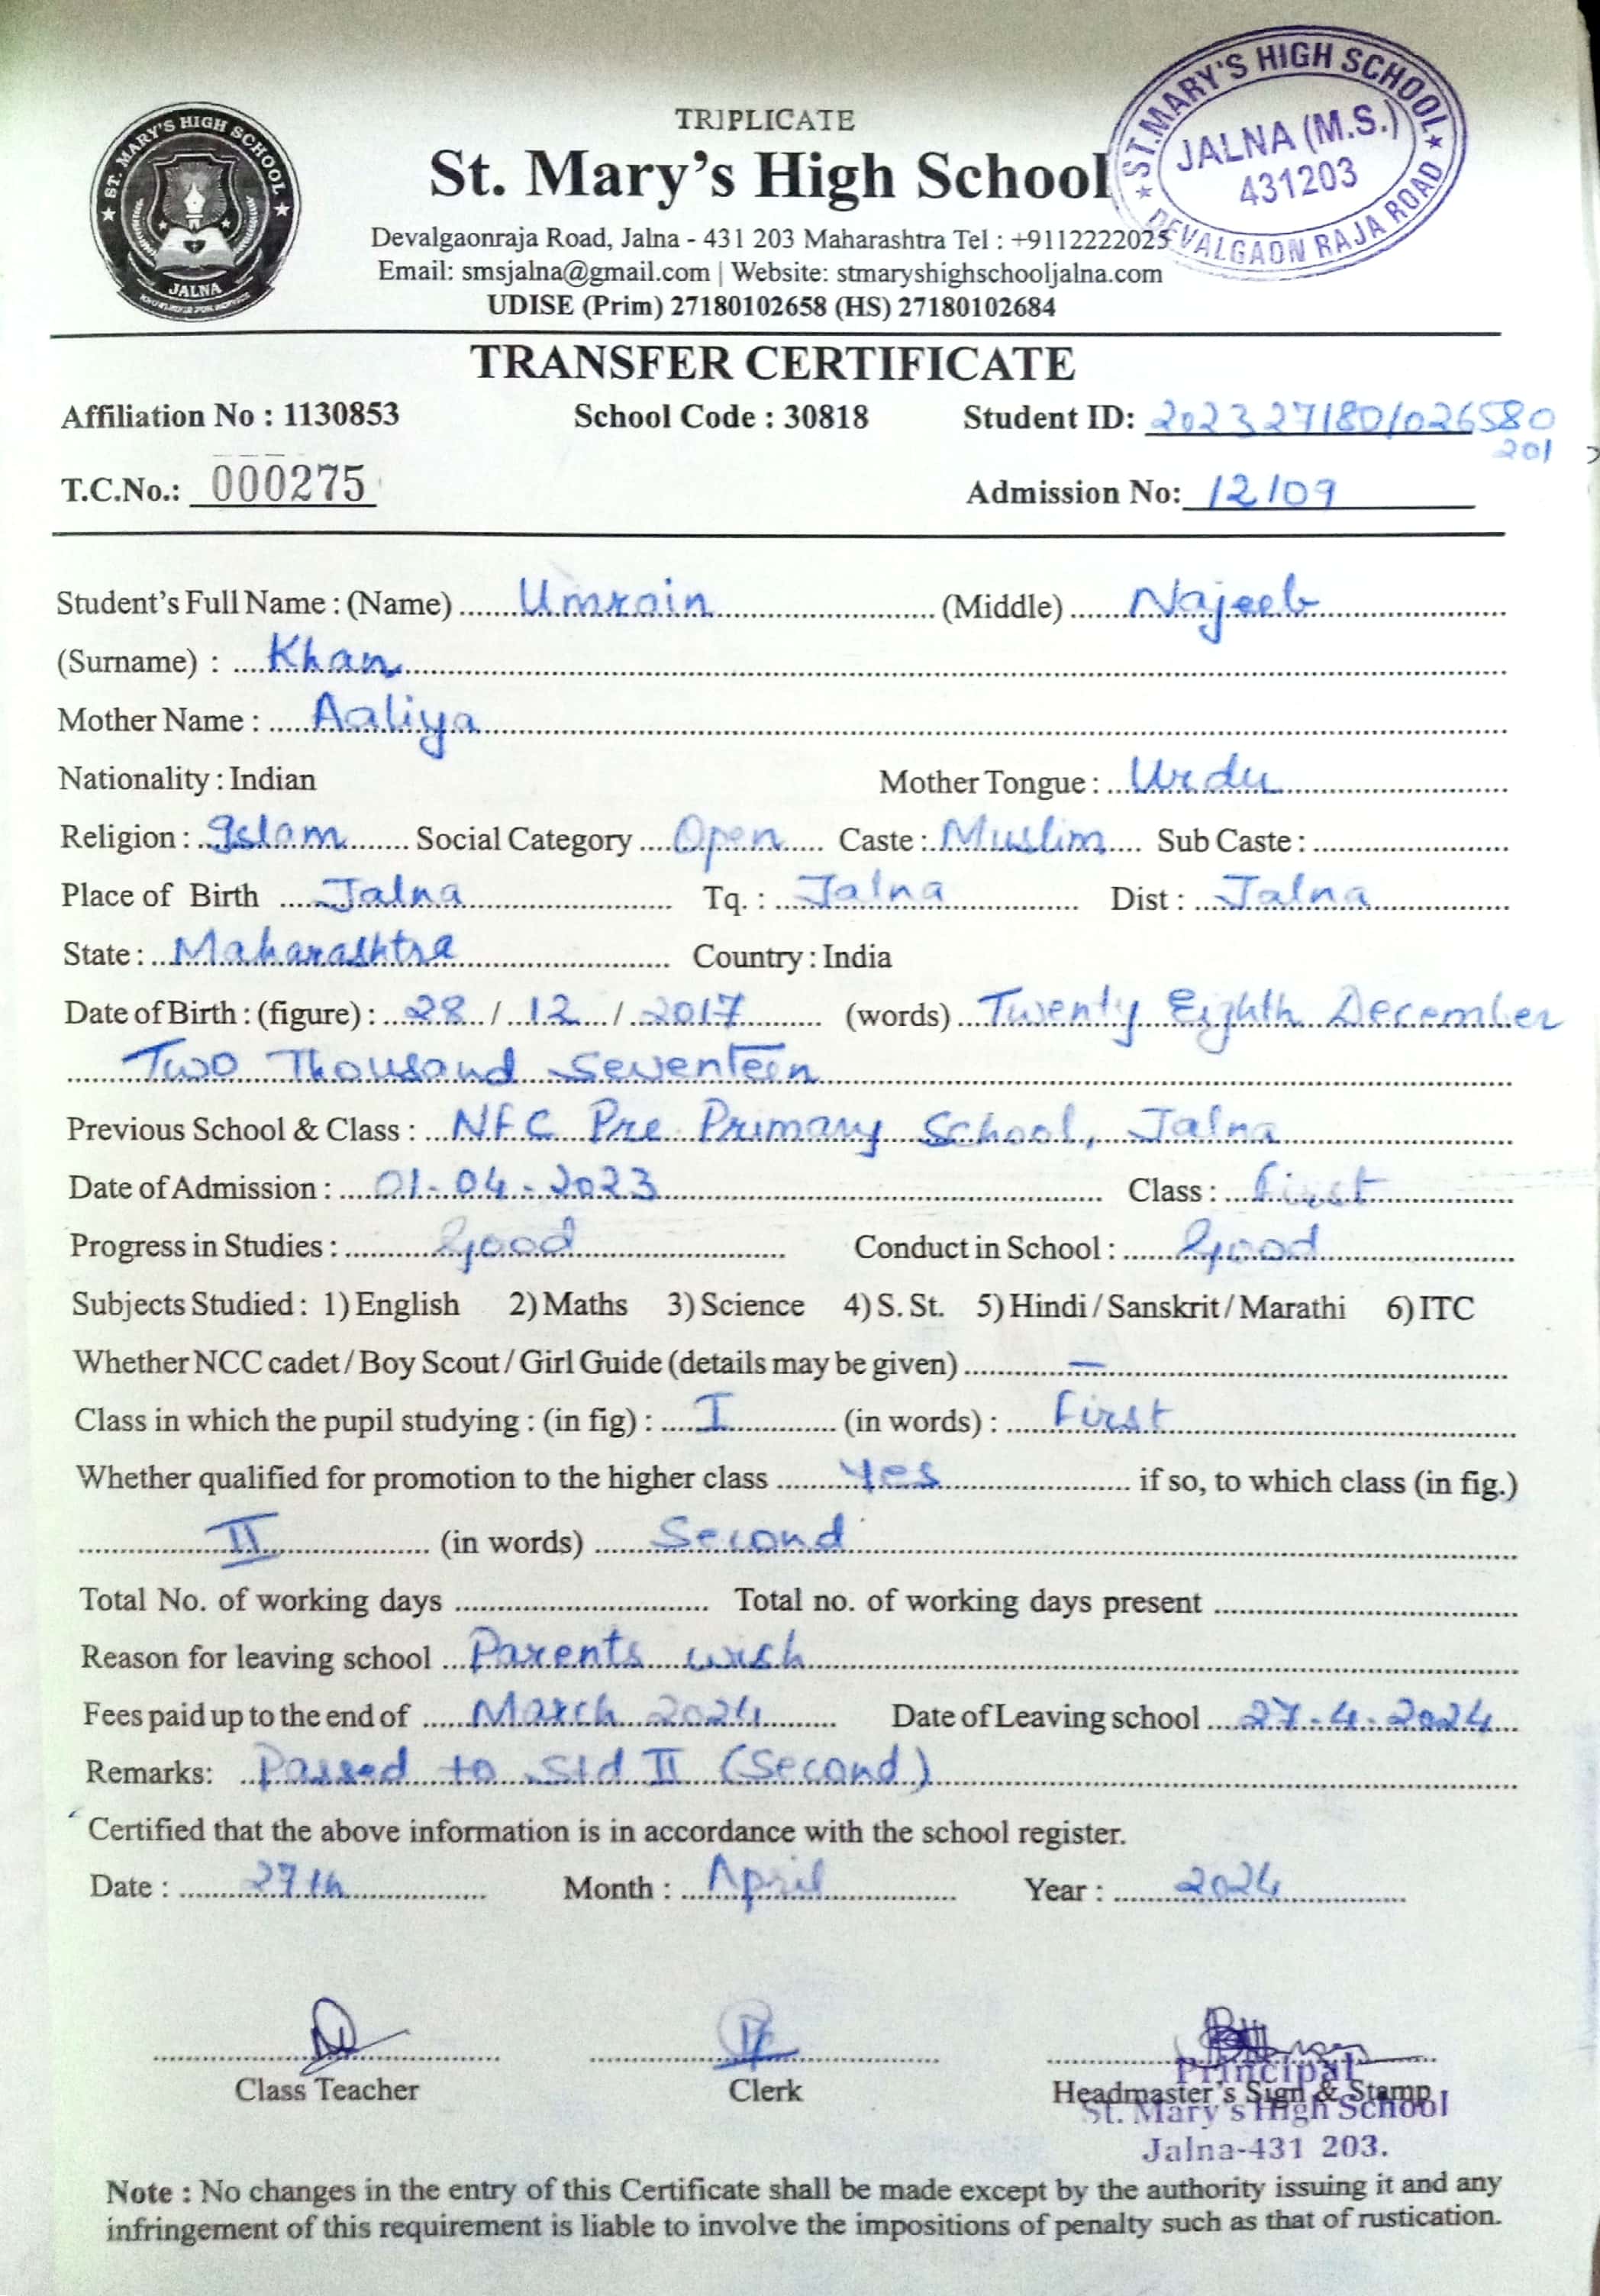 TRIPLICATE
St. Mary's High School
ST. MARY'S HIGH SCHOOL
JALNA
ST. MARY'S HIGH SCHOOL
JALNA (M.S.)
431203
DEVALGAON RAJA ROAD
Devalgaonraja Road, Jalna - 431 203 Maharashtra Tel : +9112222025
Email: smsjalna@gmail.com | Website: stmaryshighschooljalna.com
UDISE (Prim) 27180102658 (HS) 27180102684
TRANSFER CERTIFICATE
Affiliation No : 1130853 School Code : 30818 Student ID: 2023271801026580
201
T.C.No.: 000275 Admission No: 12109
Student's Full Name : (Name) Umrain (Middle) Najeeb
(Surname) : Khan
Mother Name : Aaliya
Nationality : Indian Mother Tongue : Urdu
Religion : Islam Social Category Open Caste : Muslim Sub Caste :
Place of Birth Jalna Tq. : Jalna Dist : Jalna
State : Maharashtra Country : India
Date of Birth : (figure) : 28 / 12 / 2017 (words) Twenty Eighth December
Two Thousand Seventeen
Previous School & Class : NFC Pre Primary School, Jalna
Date of Admission : 01-04-2023 Class : First
Progress in Studies : Good Conduct in School : Good
Subjects Studied : 1) English 2) Maths 3) Science 4) S. St. 5) Hindi / Sanskrit / Marathi 6) ITC
Whether NCC cadet / Boy Scout / Girl Guide (details may be given) —
Class in which the pupil studying : (in fig) : I (in words) : First
Whether qualified for promotion to the higher class Yes if so, to which class (in fig.)
II (in words) Second
Total No. of working days Total no. of working days present
Reason for leaving school Parents wish
Fees paid up to the end of March 2024 Date of Leaving school 27-4-2024
Remarks: Passed to Std II (Second)
Certified that the above information is in accordance with the school register.
Date : 27th Month : April Year : 2024
Class Teacher Clerk Headmaster's Sign & Stamp
Principal
St. Mary's High School
Jalna-431 203.
Note : No changes in the entry of this Certificate shall be made except by the authority issuing it and any
infringement of this requirement is liable to involve the impositions of penalty such as that of rustication.